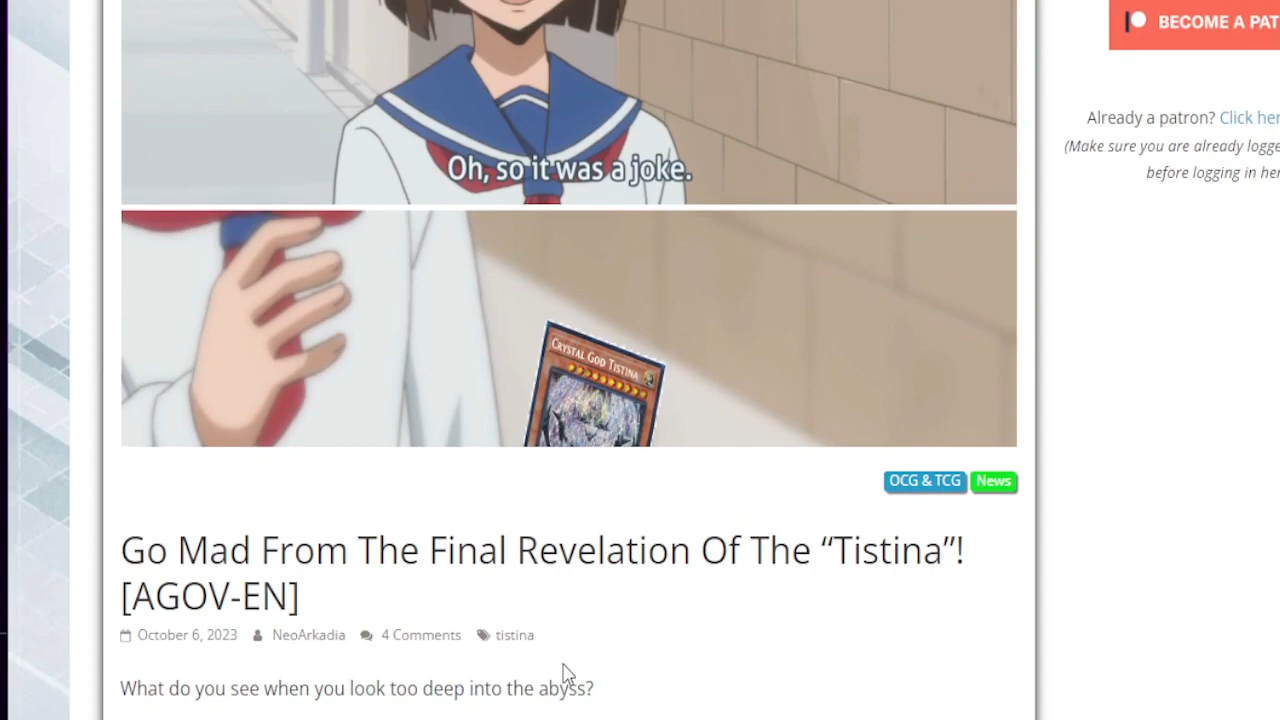 BECOME A PAT
Already a patron? Click her
(Make sure you are already logge
before logging in her
Oh, so it was a joke.
CRYSTAL GOD TISTINA
OCG & TCG
News
Go Mad From The Final Revelation Of The “Tistina”!
[AGOV-EN]
October 6, 2023 NeoArkadia 4 Comments tistina
What do you see when you look too deep into the abyss?